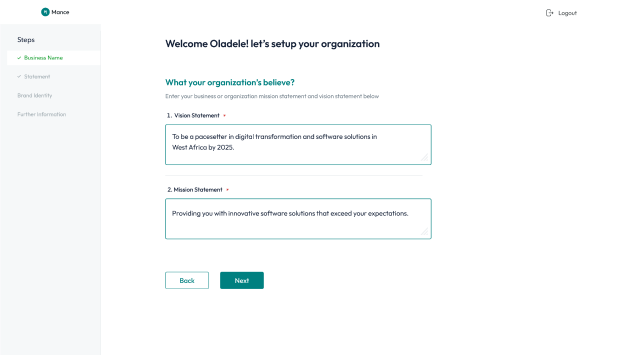 Mance
Logout
Steps
Business Name
Statement
Brand Identity
Further Information
Welcome Oladele! let's setup your organization
What your organization's believe?
Enter your business or organization mission statement and vision statement below
1. Vision Statement *
To be a pacesetter in digital transformation and software solutions in
West Africa by 2025.
2. Mission Statement *
Providing you with innovative software solutions that exceed your expectations.
Back
Next